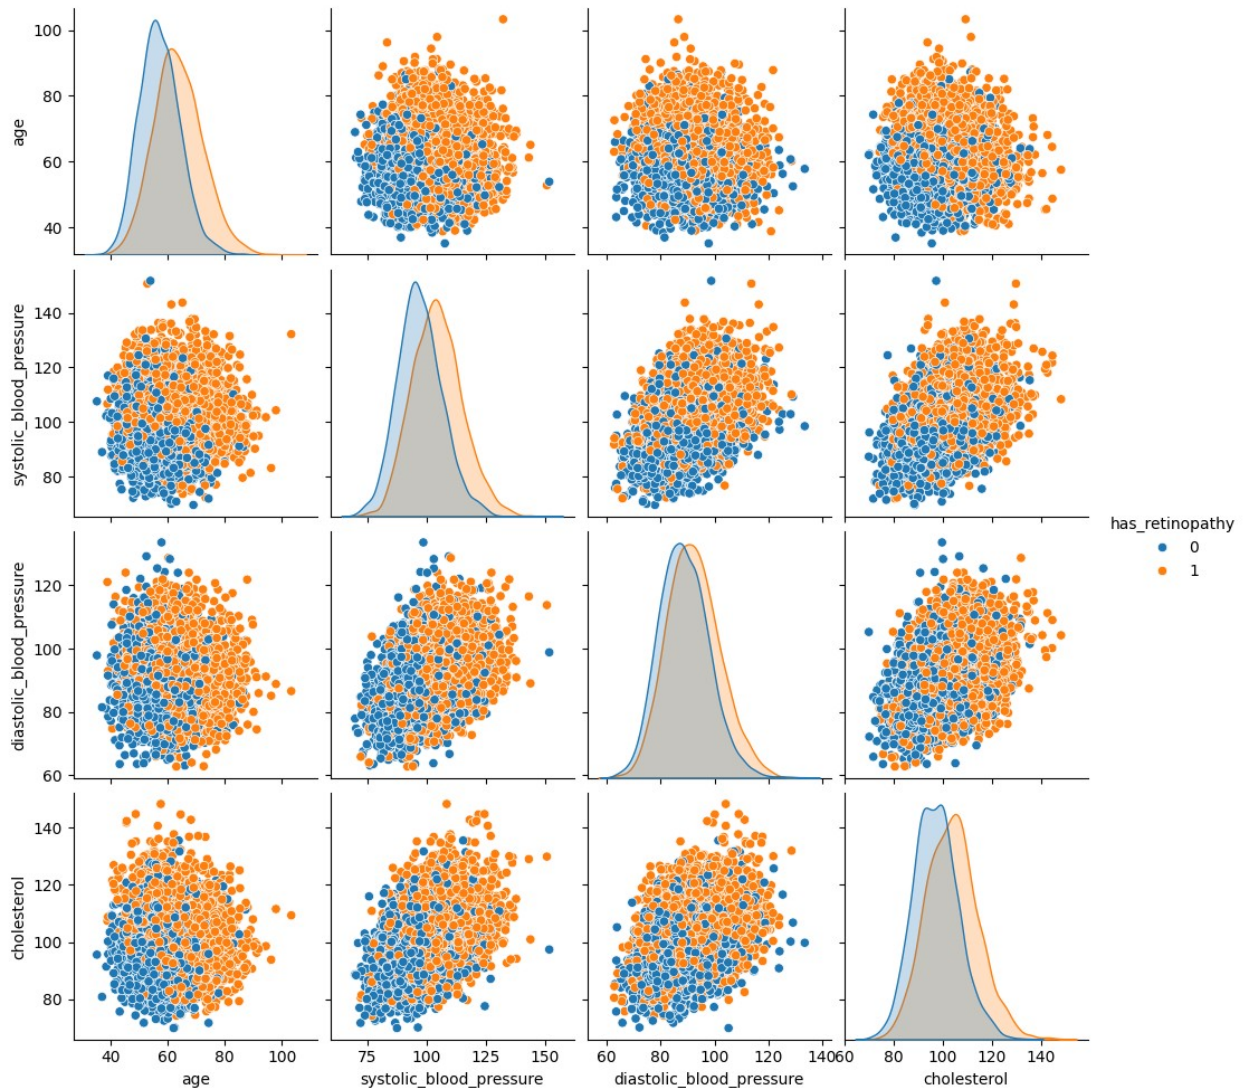 100
80
60
40
age
140
120
100
80
systolic_blood_pressure
has_retinopathy
0
1
120
100
80
60
diastolic_blood_pressure
140
120
100
80
cholesterol
40 60 80 100
75 100 125 150
60 80 100 120 140
60 80 100 120 140
age
systolic_blood_pressure
diastolic_blood_pressure
cholesterol